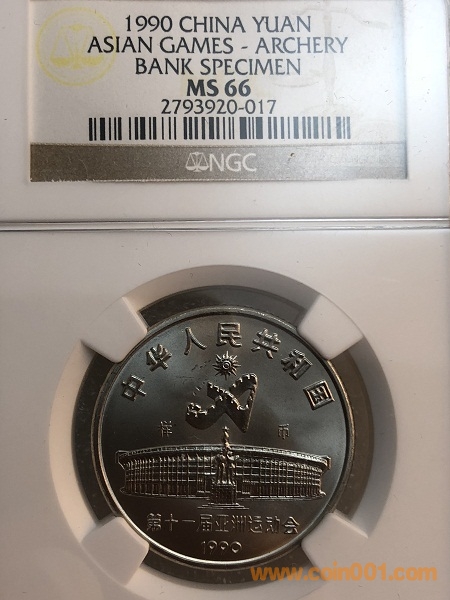 1990 CHINA YUAN
ASIAN GAMES - ARCHERY
BANK SPECIMEN
MS 66
2793920-017
NGC
中华人民共和国
样 币
第十一届亚洲运动会
1990
www.coin001.com